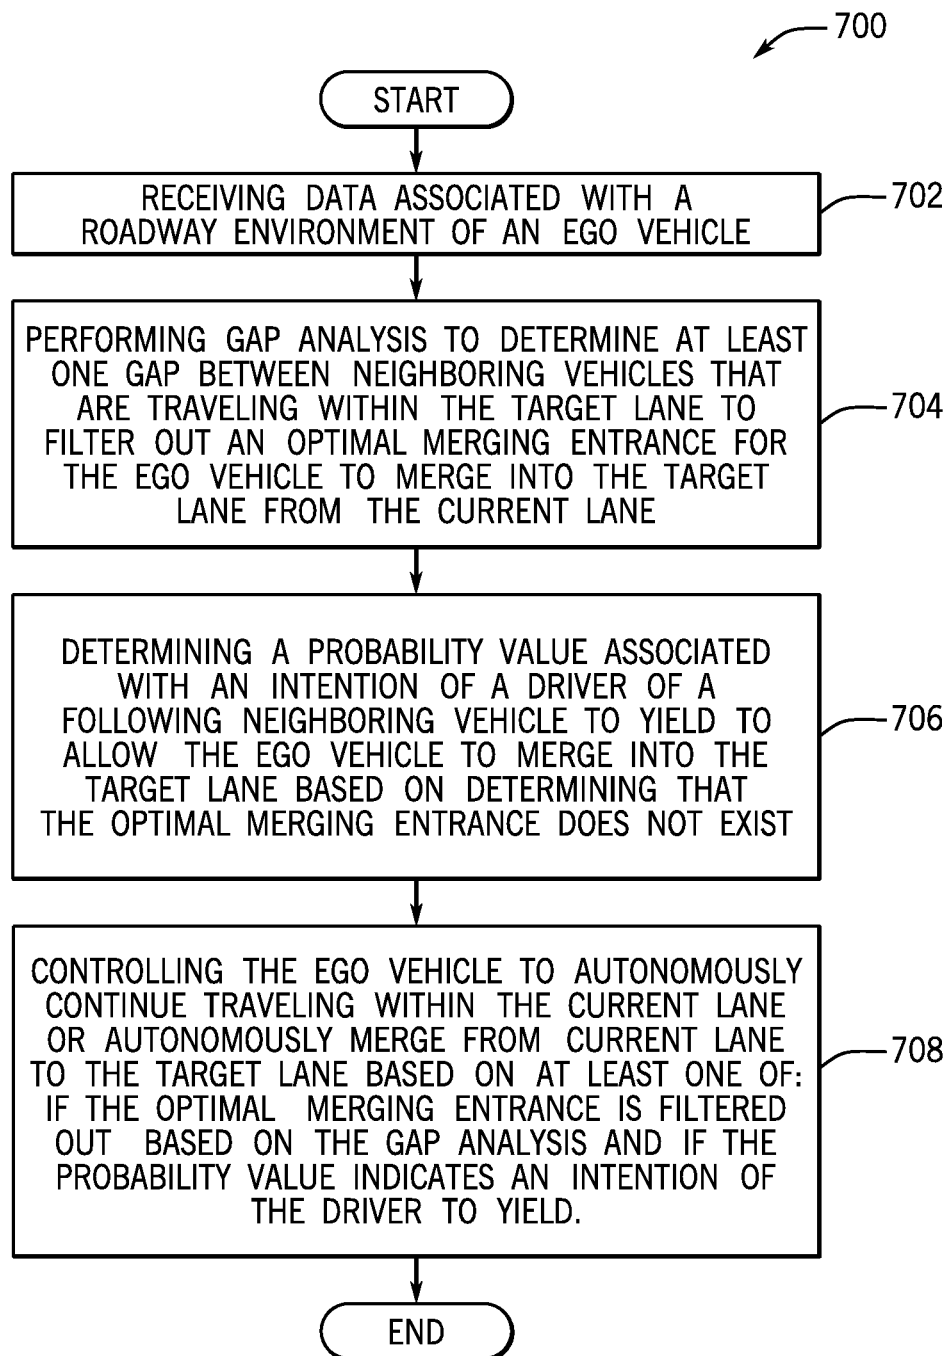 700
START
RECEIVING DATA ASSOCIATED WITH A
ROADWAY ENVIRONMENT OF AN EGO VEHICLE
702
PERFORMING GAP ANALYSIS TO DETERMINE AT LEAST
ONE GAP BETWEEN NEIGHBORING VEHICLES THAT
ARE TRAVELING WITHIN THE TARGET LANE TO
FILTER OUT AN OPTIMAL MERGING ENTRANCE FOR
THE EGO VEHICLE TO MERGE INTO THE TARGET
LANE FROM THE CURRENT LANE
704
DETERMINING A PROBABILITY VALUE ASSOCIATED
WITH AN INTENTION OF A DRIVER OF A
FOLLOWING NEIGHBORING VEHICLE TO YIELD TO
ALLOW THE EGO VEHICLE TO MERGE INTO THE
TARGET LANE BASED ON DETERMINING THAT
THE OPTIMAL MERGING ENTRANCE DOES NOT EXIST
706
CONTROLLING THE EGO VEHICLE TO AUTONOMOUSLY
CONTINUE TRAVELING WITHIN THE CURRENT LANE
OR AUTONOMOUSLY MERGE FROM CURRENT LANE
TO THE TARGET LANE BASED ON AT LEAST ONE OF:
IF THE OPTIMAL MERGING ENTRANCE IS FILTERED
OUT BASED ON THE GAP ANALYSIS AND IF THE
PROBABILITY VALUE INDICATES AN INTENTION OF
THE DRIVER TO YIELD.
708
END